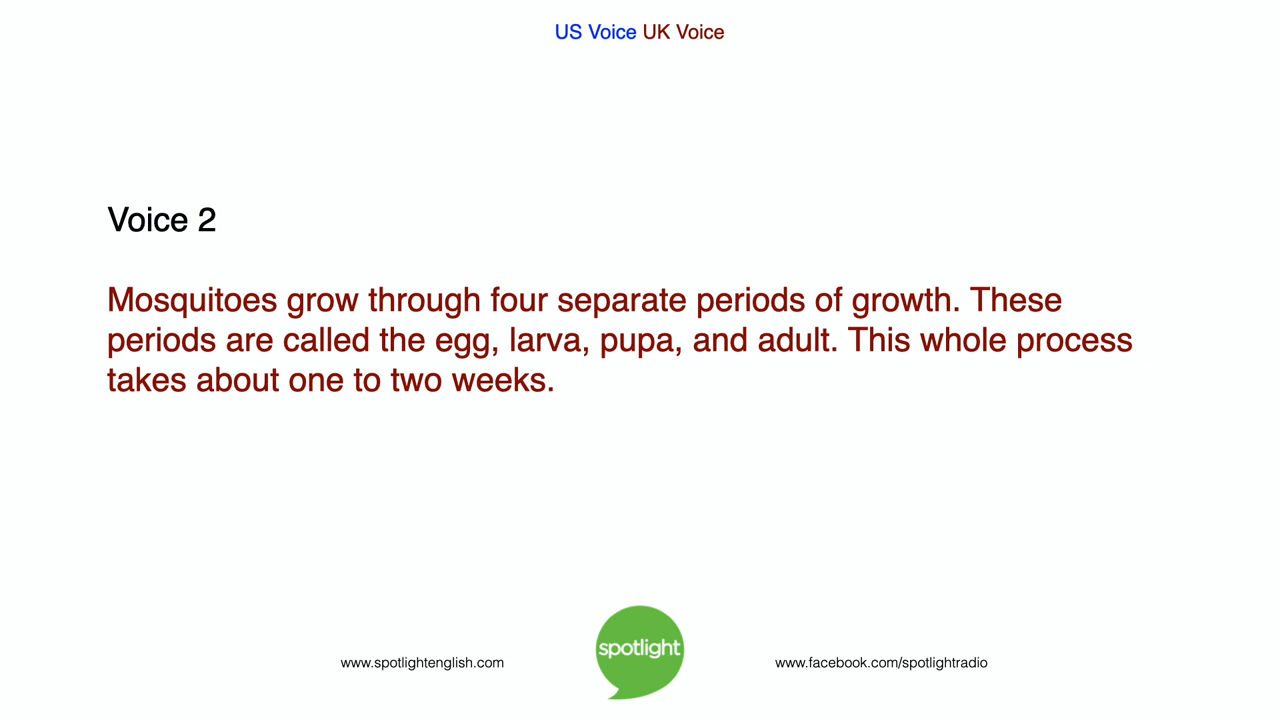 US Voice UK Voice
Voice 2
Mosquitoes grow through four separate periods of growth. These
periods are called the egg, larva, pupa, and adult. This whole process
takes about one to two weeks.
spotlight
www.spotlightenglish.com
www.facebook.com/spotlightradio